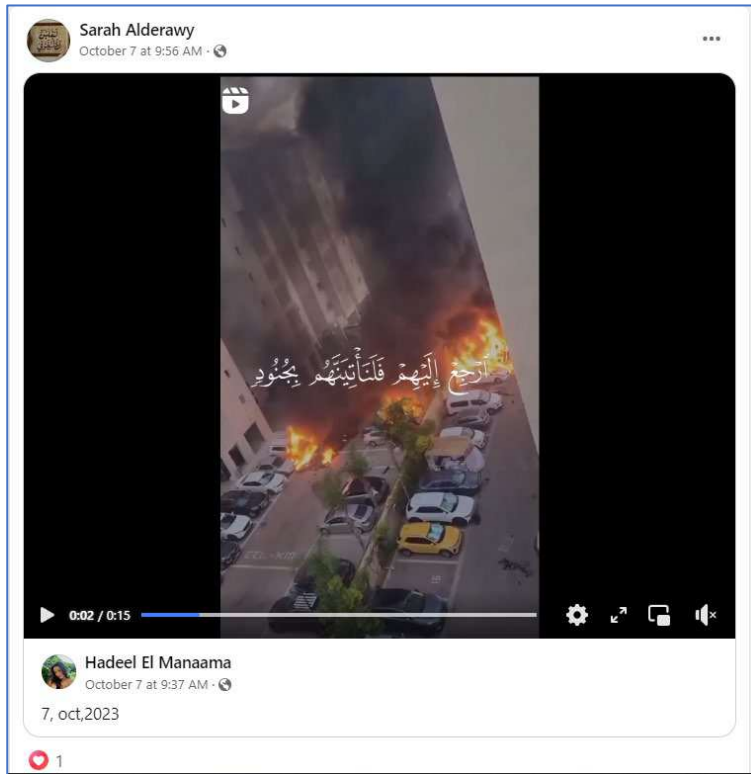 Sarah Alderawy
October 7 at 9:56 AM ·
ٱرْجِعْ إِلَيْهِمْ فَلَنَأْتِيَنَّهُم بِجُنُودٍ
0:02 / 0:15
Hadeel El Manaama
October 7 at 9:37 AM ·
7, oct,2023
1